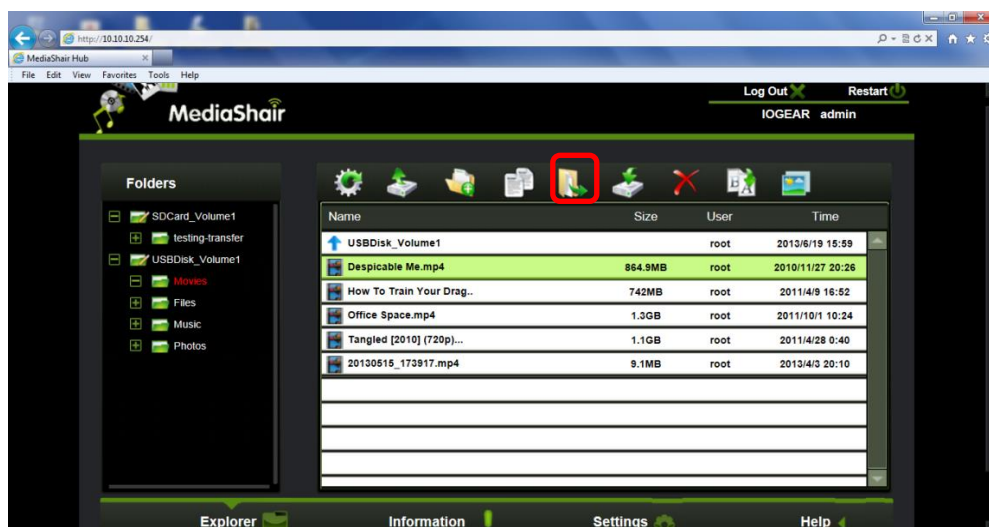 http://10.10.10.254/
MediaShair Hub
File Edit View Favorites Tools Help
MediaShair
Log Out Restart
IOGEAR admin
Folders
SDCard_Volume1
testing-transfer
USBDisk_Volume1
Movies
Files
Music
Photos
Name Size User Time
USBDisk_Volume1 root 2013/6/19 15:59
Despicable Me.mp4 864.9MB root 2010/11/27 20:26
How To Train Your Drag.. 742MB root 2011/4/9 16:52
Office Space.mp4 1.3GB root 2011/10/1 10:24
Tangled [2010] (720p)... 1.1GB root 2011/4/28 0:40
20130515_173917.mp4 9.1MB root 2013/4/3 20:10
Explorer Information Settings Help